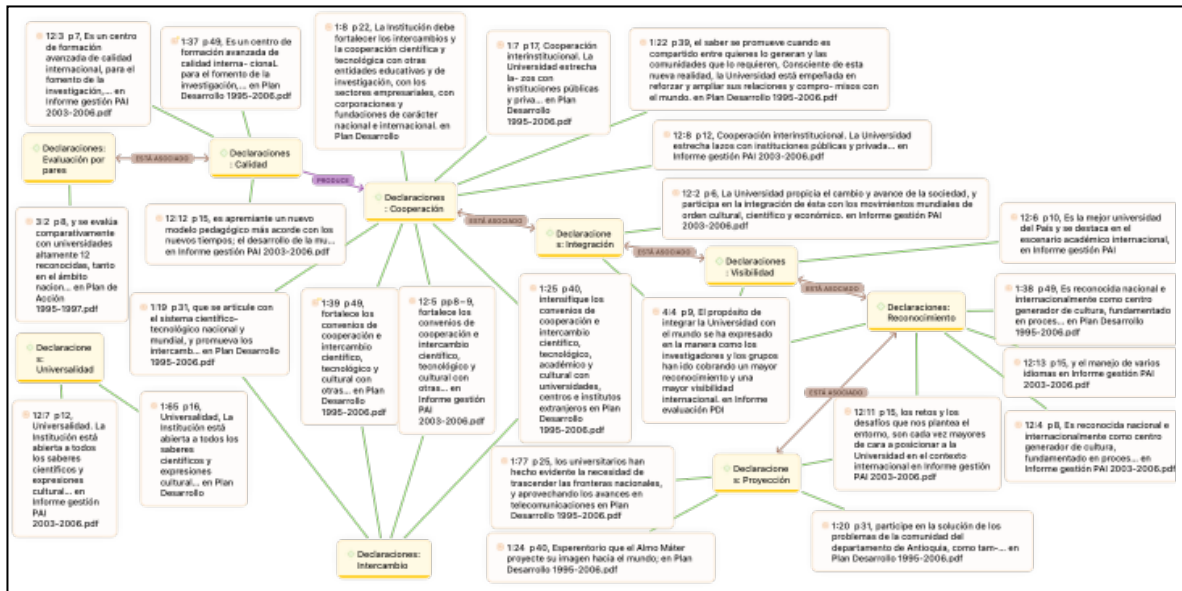 12:3 p7, Es un centro
de formación
avanzada de calidad
internacional, para
el fomento de la
investigación,... en
Informe gestión PAI
2003-2006.pdf
1:37 p49, Es un centro de
formación avanzada de
calidad interna- cional.
para el fomento de la
investigación,... en Plan
Desarrollo 1995-2006.pdf
1:8 p22, La Institución debe
fortalecer los intercambios y
la cooperación científica y
tecnológica con otras
entidades educativas y de
investigación, con los
sectores empresariales, con
corporaciones y
fundaciones de carácter
nacional e internacional. en
Plan Desarrollo
1:7 p17, Cooperación
interinstitucional. La
Universidad estrecha
la- zos con
instituciones públicas
y priva... en Plan
Desarrollo
1995-2006.pdf
1:22 p39, el saber se promueve cuando es
compartido entre quienes lo generan y las
comunidades que lo requieren, Consciente de esta
nueva realidad, la Universidad está empeñada en
reforzar y ampliar sus relaciones y compro- misos con
el mundo. en Plan Desarrollo 1995-2006.pdf
12:8 p12, Cooperación interinstitucional. La Universidad
estrecha lazos con instituciones públicas y privada... en
Informe gestión PAI 2003-2006.pdf
Declaraciones:
Evaluación por
pares
ESTÁ ASOCIADO
Declaraciones
: Calidad
PRODUCE
Declaraciones
: Cooperación
ESTÁ ASOCIADO
Declaracione
s: Integración
ESTÁ ASOCIADO
Declaraciones
: Visibilidad
ESTÁ ASOCIADO
Declaraciones:
Reconocimiento
12:2 p6, La Universidad propicia el cambio y avance de la sociedad, y
participa en la integración de ésta con los movimientos mundiales de
orden cultural, científico y económico. en Informe gestión PAI
2003-2006.pdf
12:6 p10, Es la mejor universidad
del País y se destaca en el
escenario académico internacional,
en Informe gestión PAI
3:2 p8, y se evalúa
comparativamente
con universidades
altamente 12
reconocidas, tanto
en el ámbito
nacion... en Plan de
Acción
1995-1997.pdf
12:12 p15, es apremiante un nuevo
modelo pedagógico más acorde con los
nuevos tiempos; el desarrollo de la mu...
en Informe gestión PAI 2003-2006.pdf
1:19 p31, que se articule con
el sistema científico-
tecnológico nacional y
mundial, y promueva los
intercamb... en Plan Desarrollo
1995-2006.pdf
1:39 p49,
fortalece los
convenios de
cooperación e
intercambio
científico,
tecnológico y
cultural con
otras... en Plan
Desarrollo
1995-2006.pdf
12:5 pp8-9,
fortalece los
convenios de
cooperación e
intercambio
científico,
tecnológico y
cultural con
otras... en
Informe gestión
PAI
2003-2006.pdf
1:25 p40,
intensifique los
convenios de
cooperación e
intercambio
científico,
tecnológico,
académico y
cultural con
universidades,
centros e institutos
extranjeros en Plan
Desarrollo
1995-2006.pdf
4:4 p9, El propósito de
integrar la Universidad con
el mundo se ha expresado
en la manera como los
investigadores y los grupos
han ido cobrando un mayor
reconocimiento y una
mayor visibilidad
internacional. en Informe
evaluación PDI
1:38 p49, Es reconocida nacional e
internacionalmente como centro
generador de cultura, fundamentado
en proces... en Plan Desarrollo
1995-2006.pdf
12:13 p15, y el manejo de varios
idiomas en Informe gestión PAI
2003-2006.pdf
12:4 p8, Es reconocida nacional e
internacionalmente como centro
generador de cultura,
fundamentado en proces... en
Informe gestión PAI 2003-2006.pdf
ESTÁ ASOCIADO
12:11 p15, los retos y los
desafíos que nos plantea el
entorno, son cada vez mayores
de cara a posicionar a la
Universidad en el contexto
internacional en Informe gestión
PAI 2003-2006.pdf
Declaracione
s: Universalidad
12:7 p12,
Universalidad. La
Institución está
abierta a todos los
saberes científicos y
expresiones
cultural... en
Informe gestión
PAI
2003-2006.pdf
1:65 p16,
Universalidad, La
Institución está
abierta a todos los
saberes
científicos y
expresiones
cultural... en Plan
Desarrollo
1:77 p25, los universitarios han
hecho evidente la necesidad de
trascender las fronteras nacionales,
y aprovechando los avances en
telecomunicaciones en Plan
Desarrollo 1995-2006.pdf
Declaracione
s: Proyección
1:20 p31, participe en la solución de los
problemas de la comunidad del
departamento de Antioquia, como tam-... en
Plan Desarrollo 1995-2006.pdf
1:24 p40, Esperentorio que el Almo Máter
proyecte su imagen hacia el mundo; en Plan
Desarrollo 1995-2006.pdf
Declaraciones:
Intercambio